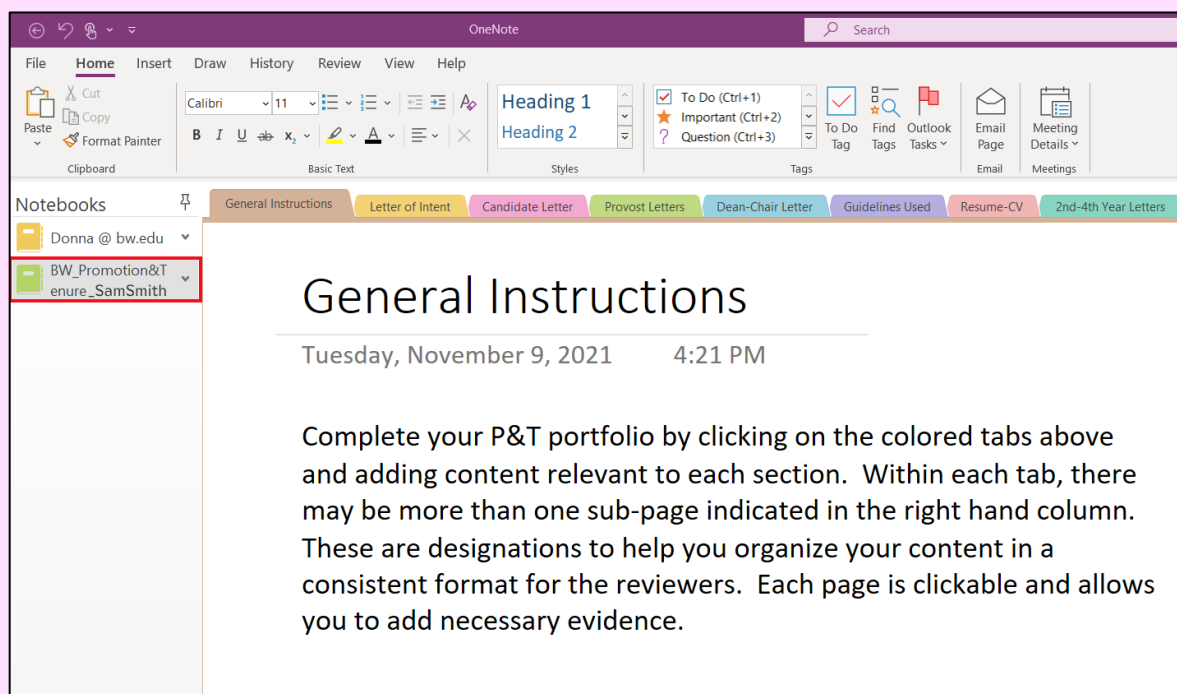 OneNote
Search
File Home Insert Draw History Review View Help
Paste
Cut
Copy
Format Painter
Clipboard
Calibri 11
B I U ab x₂ A
Basic Text
Heading 1
Heading 2
Styles
To Do (Ctrl+1)
Important (Ctrl+2)
? Question (Ctrl+3)
To Do
Tag
Find
Tags
Outlook
Tasks
Tags
Email
Page
Email
Meeting
Details
Meetings
Notebooks
Donna @ bw.edu
BW_Promotion&T
enure_SamSmith
General Instructions Letter of Intent Candidate Letter Provost Letters Dean-Chair Letter Guidelines Used Resume-CV 2nd-4th Year Letters
General Instructions
Tuesday, November 9, 2021 4:21 PM
Complete your P&T portfolio by clicking on the colored tabs above
and adding content relevant to each section. Within each tab, there
may be more than one sub-page indicated in the right hand column.
These are designations to help you organize your content in a
consistent format for the reviewers. Each page is clickable and allows
you to add necessary evidence.